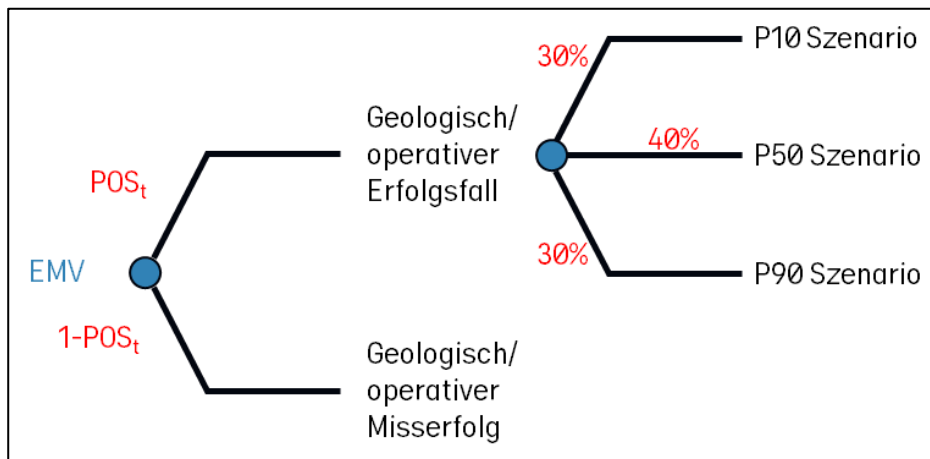 EMV
POSt
1-POSt
Geologisch/
operativer
Erfolgsfall
Geologisch/
operativer
Misserfolg
30%
40%
30%
P10 Szenario
P50 Szenario
P90 Szenario